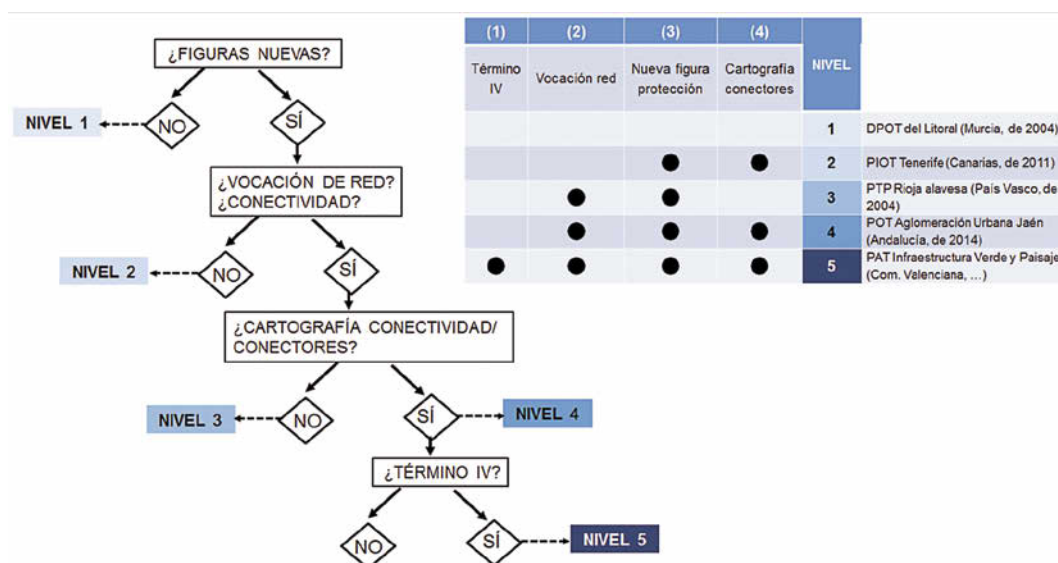 ¿FIGURAS NUEVAS?
NIVEL 1
NO
SÍ
¿VOCACIÓN DE RED?
¿CONECTIVIDAD?
NIVEL 2
NO
SÍ
¿CARTOGRAFÍA CONECTIVIDAD/
CONECTORES?
NIVEL 3
NO
SÍ
NIVEL 4
¿TÉRMINO IV?
NO
SÍ
NIVEL 5
(1) (2) (3) (4) NIVEL
Término
IV
Vocación red
Nueva figura
protección
Cartografía
conectores
1 DPOT del Litoral (Murcia, de 2004)
2 PIOT Tenerife (Canarias, de 2011)
3 PTP Rioja alavesa (País Vasco, de
2004)
4 POT Aglomeración Urbana Jaén
(Andalucía, de 2014)
5 PAT Infraestructura Verde y Paisaje
(Com. Valenciana, ...)